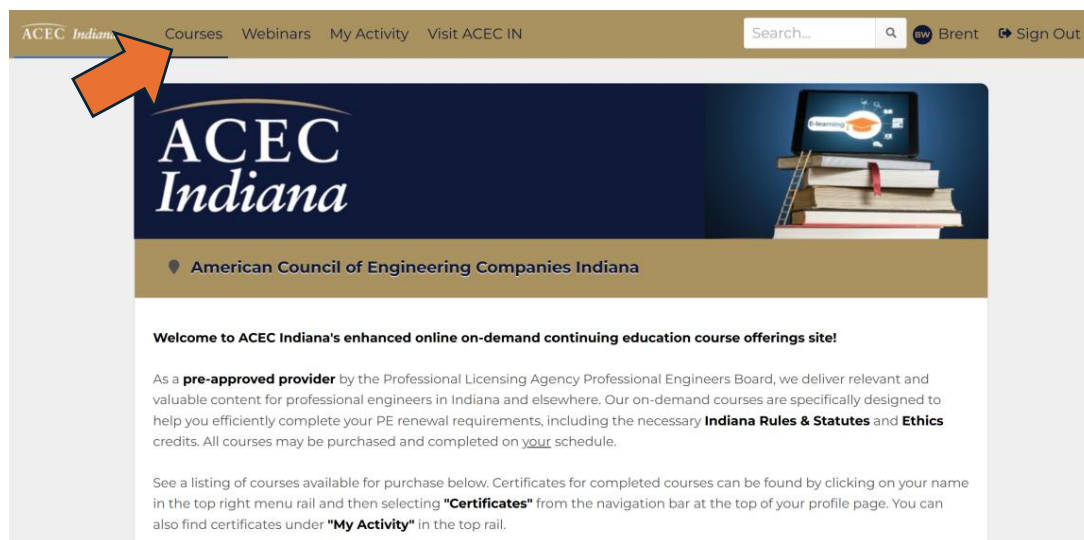 ACEC Indiana Courses Webinars My Activity Visit ACEC IN Search... BW Brent Sign Out
ACEC
Indiana
E-learning
American Council of Engineering Companies Indiana
Welcome to ACEC Indiana's enhanced online on-demand continuing education course offerings site!
As a pre-approved provider by the Professional Licensing Agency Professional Engineers Board, we deliver relevant and
valuable content for professional engineers in Indiana and elsewhere. Our on-demand courses are specifically designed to
help you efficiently complete your PE renewal requirements, including the necessary Indiana Rules & Statutes and Ethics
credits. All courses may be purchased and completed on your schedule.
See a listing of courses available for purchase below. Certificates for completed courses can be found by clicking on your name
in the top right menu rail and then selecting "Certificates" from the navigation bar at the top of your profile page. You can
also find certificates under "My Activity" in the top rail.